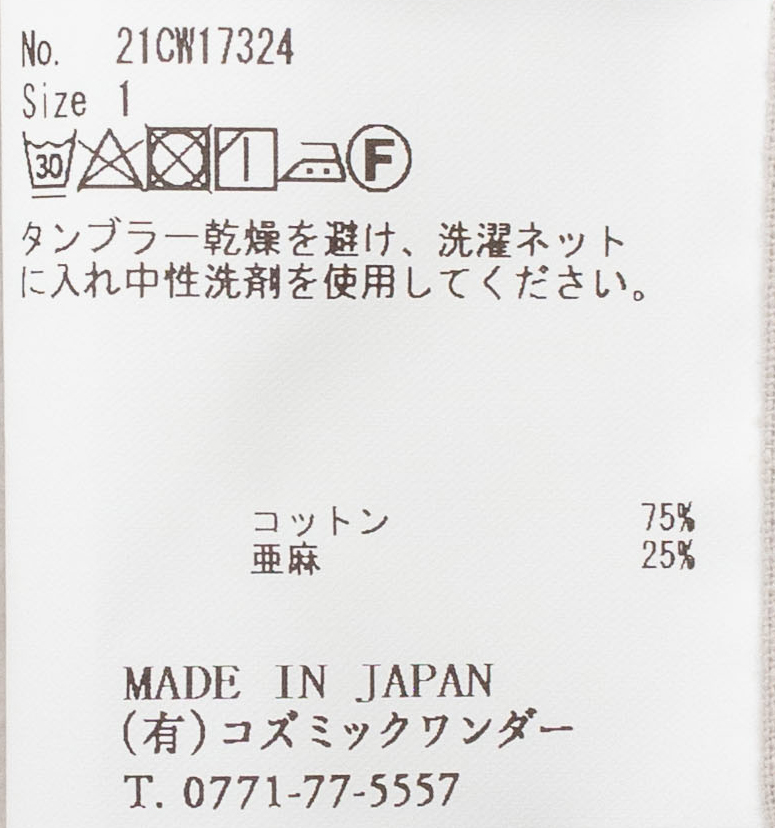 No. 21CW17324
Size 1
30 F
タンブラー乾燥を避け、洗濯ネット
に入れ中性洗剤を使用してください。
コットン 75%
亜麻 25%
MADE IN JAPAN
(有)コズミックワンダー
T. 0771-77-5557